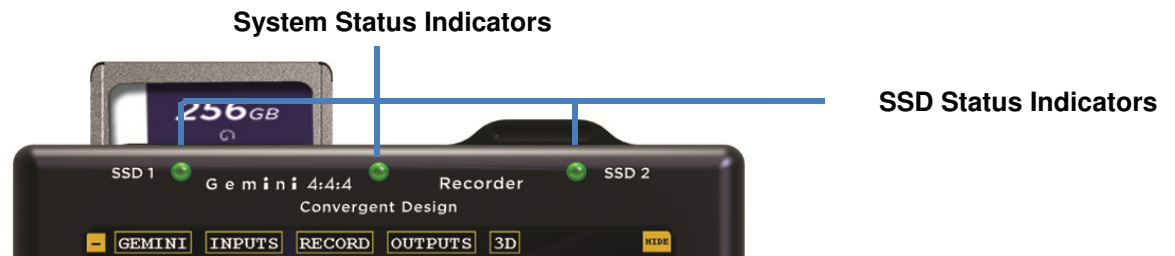 System Status Indicators
SSD Status Indicators
256GB
SSD 1
Gemini 4:4:4
Recorder
SSD 2
Convergent Design
–
GEMINI
INPUTS
RECORD
OUTPUTS
3D
HIDE